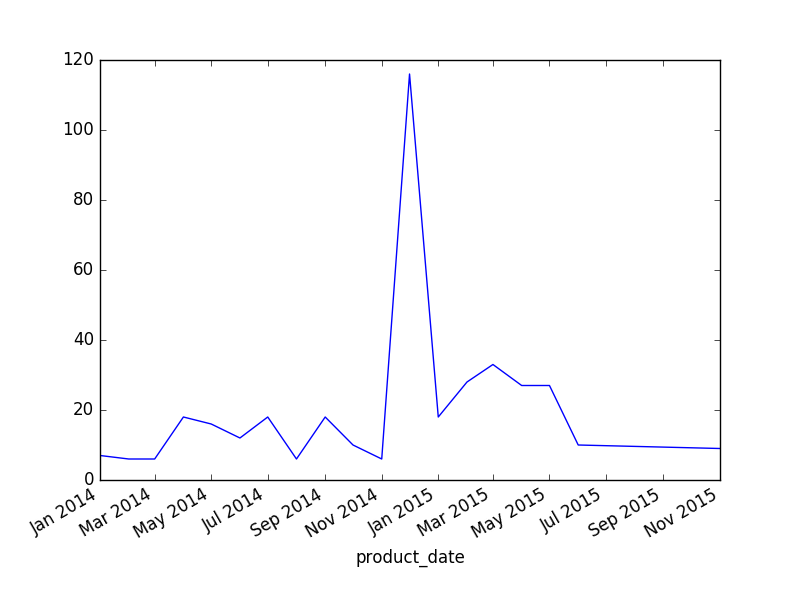 120
100
80
60
40
20
0
Jan 2014
Mar 2014
May 2014
Jul 2014
Sep 2014
Nov 2014
Jan 2015
Mar 2015
May 2015
Jul 2015
Sep 2015
Nov 2015
product_date